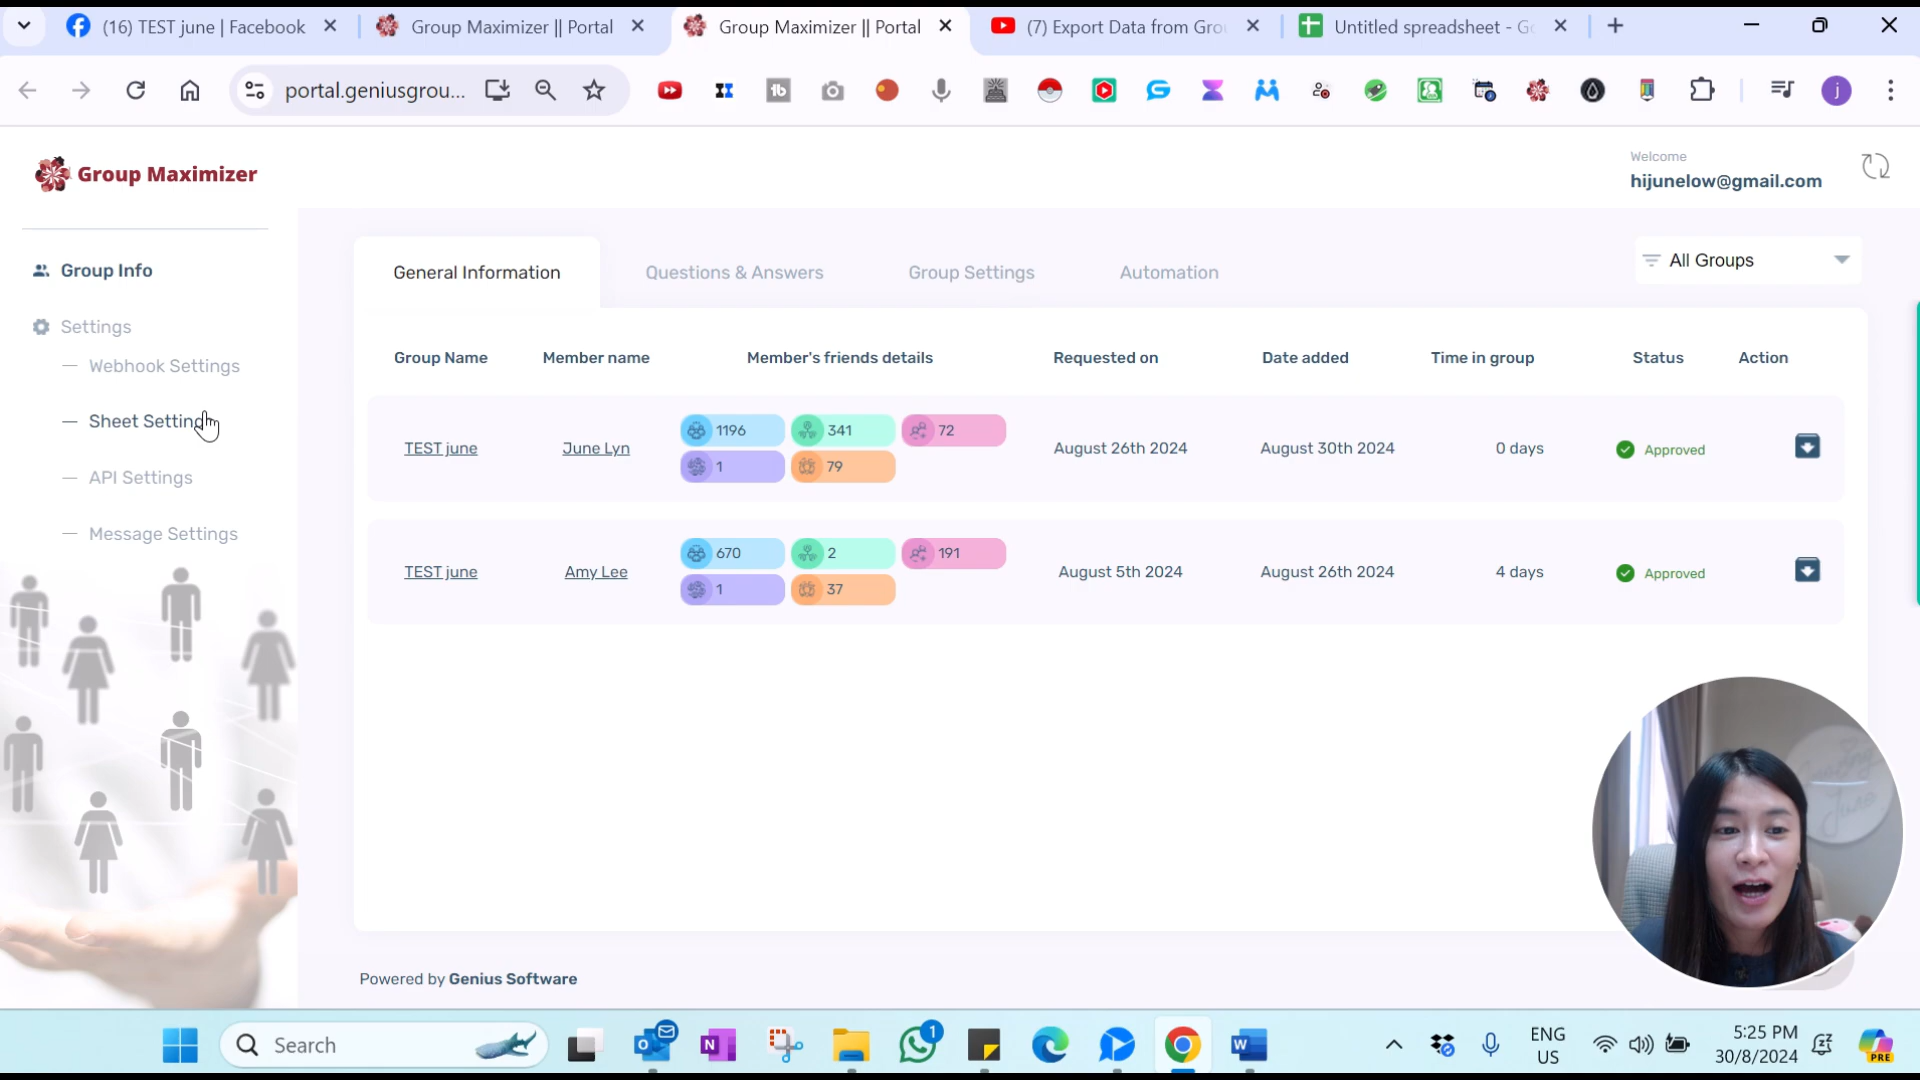 (16) TEST june | Facebook
Group Maximizer || Portal
Group Maximizer || Portal
(7) Export Data from Gro
Untitled spreadsheet - Go
portal.geniusgrou...
j
Group Maximizer
Welcome
hijunelow@gmail.com
Group Info
Settings
Webhook Settings
Sheet Setting
API Settings
Message Settings
General Information
Questions & Answers
Group Settings
Automation
All Groups
Group Name
Member name
Member's friends details
Requested on
Date added
Time in group
Status
Action
TEST june
June Lyn
1196
341
72
1
79
August 26th 2024
August 30th 2024
0 days
Approved
TEST june
Amy Lee
670
2
191
1
37
August 5th 2024
August 26th 2024
4 days
Approved
Powered by Genius Software
Search
1
ENG
US
5:25 PM
30/8/2024
PRE